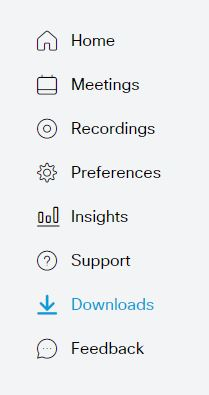 Home
Meetings
Recordings
Preferences
Insights
Support
Downloads
Feedback